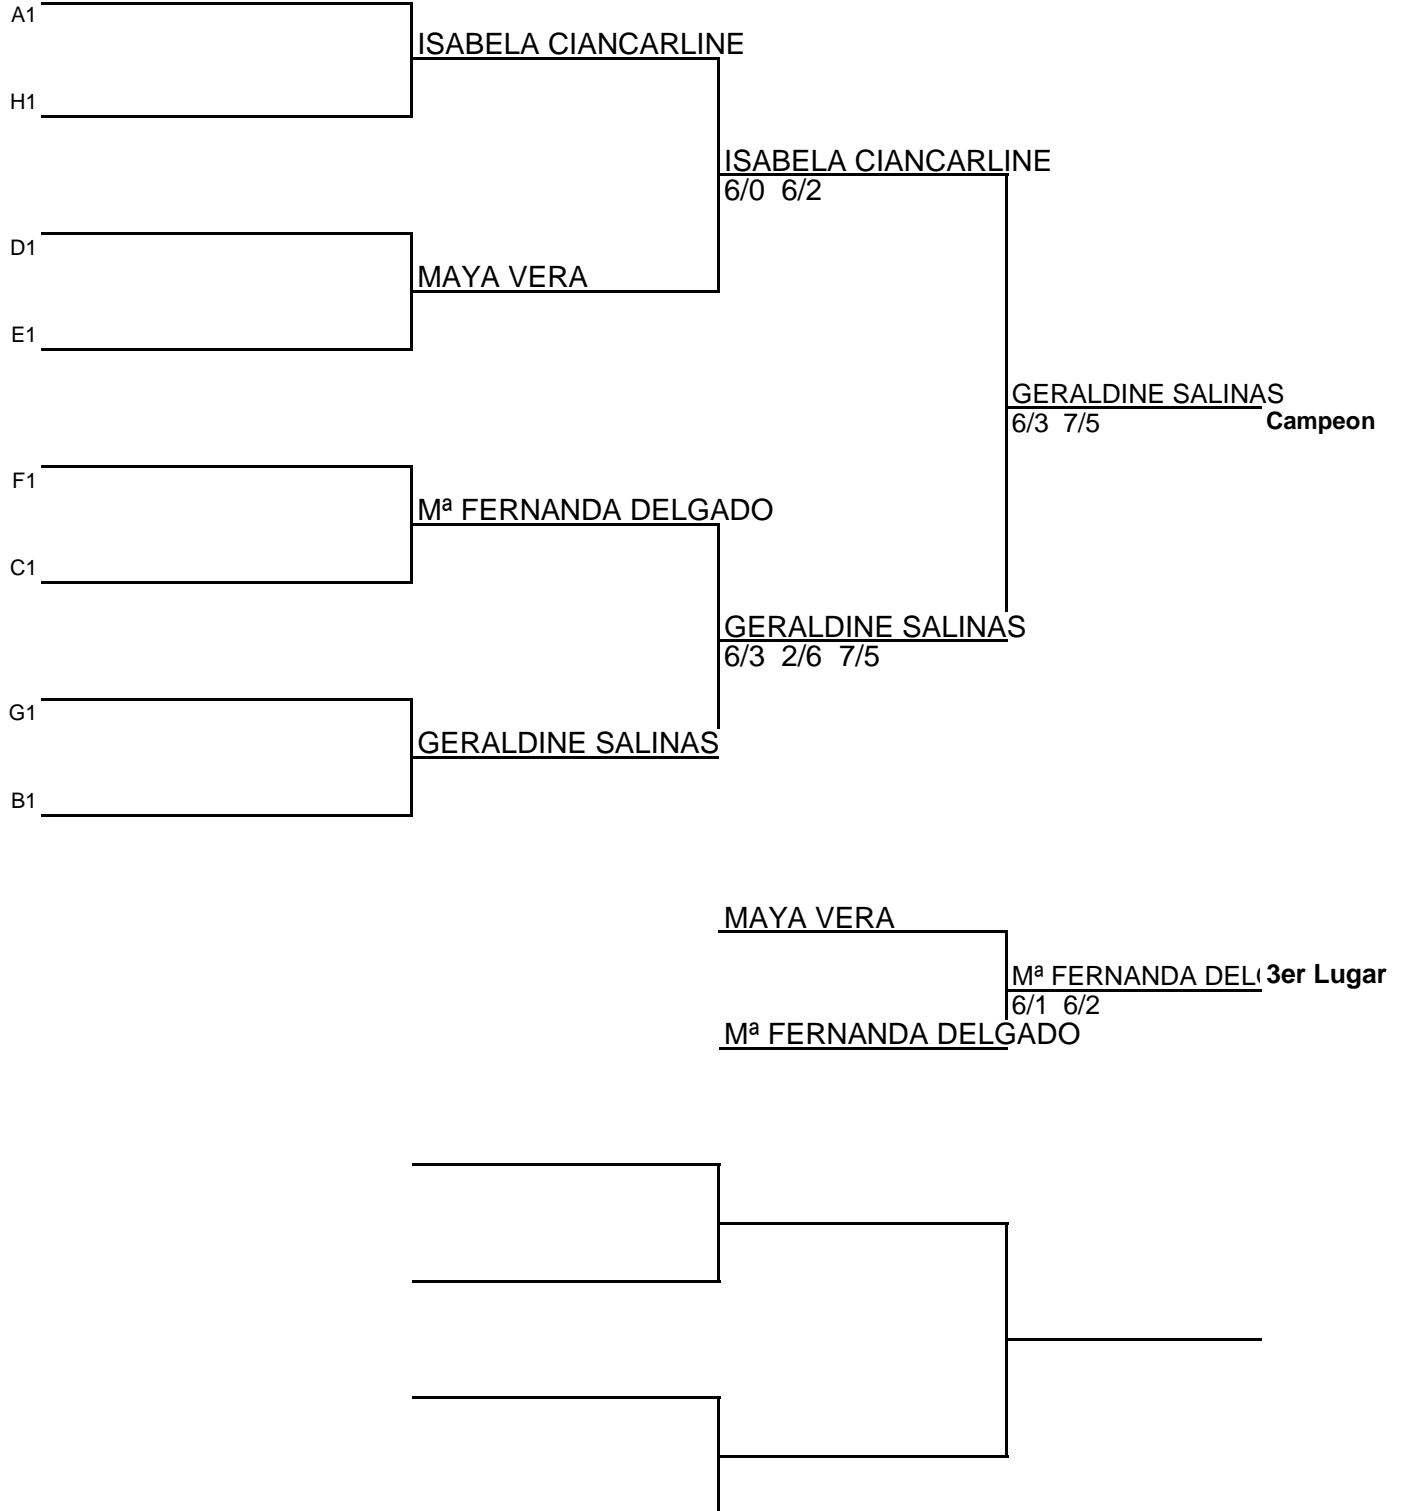 A1
ISABELA CIANCARLINE
H1
ISABELA CIANCARLINE
6/0 6/2
D1
MAYA VERA
E1
GERALDINE SALINAS
6/3 7/5 Campeon
F1
Mª FERNANDA DELGADO
C1
GERALDINE SALINAS
6/3 2/6 7/5
G1
GERALDINE SALINAS
B1
MAYA VERA
Mª FERNANDA DEL 3er Lugar
6/1 6/2
Mª FERNANDA DELGADO